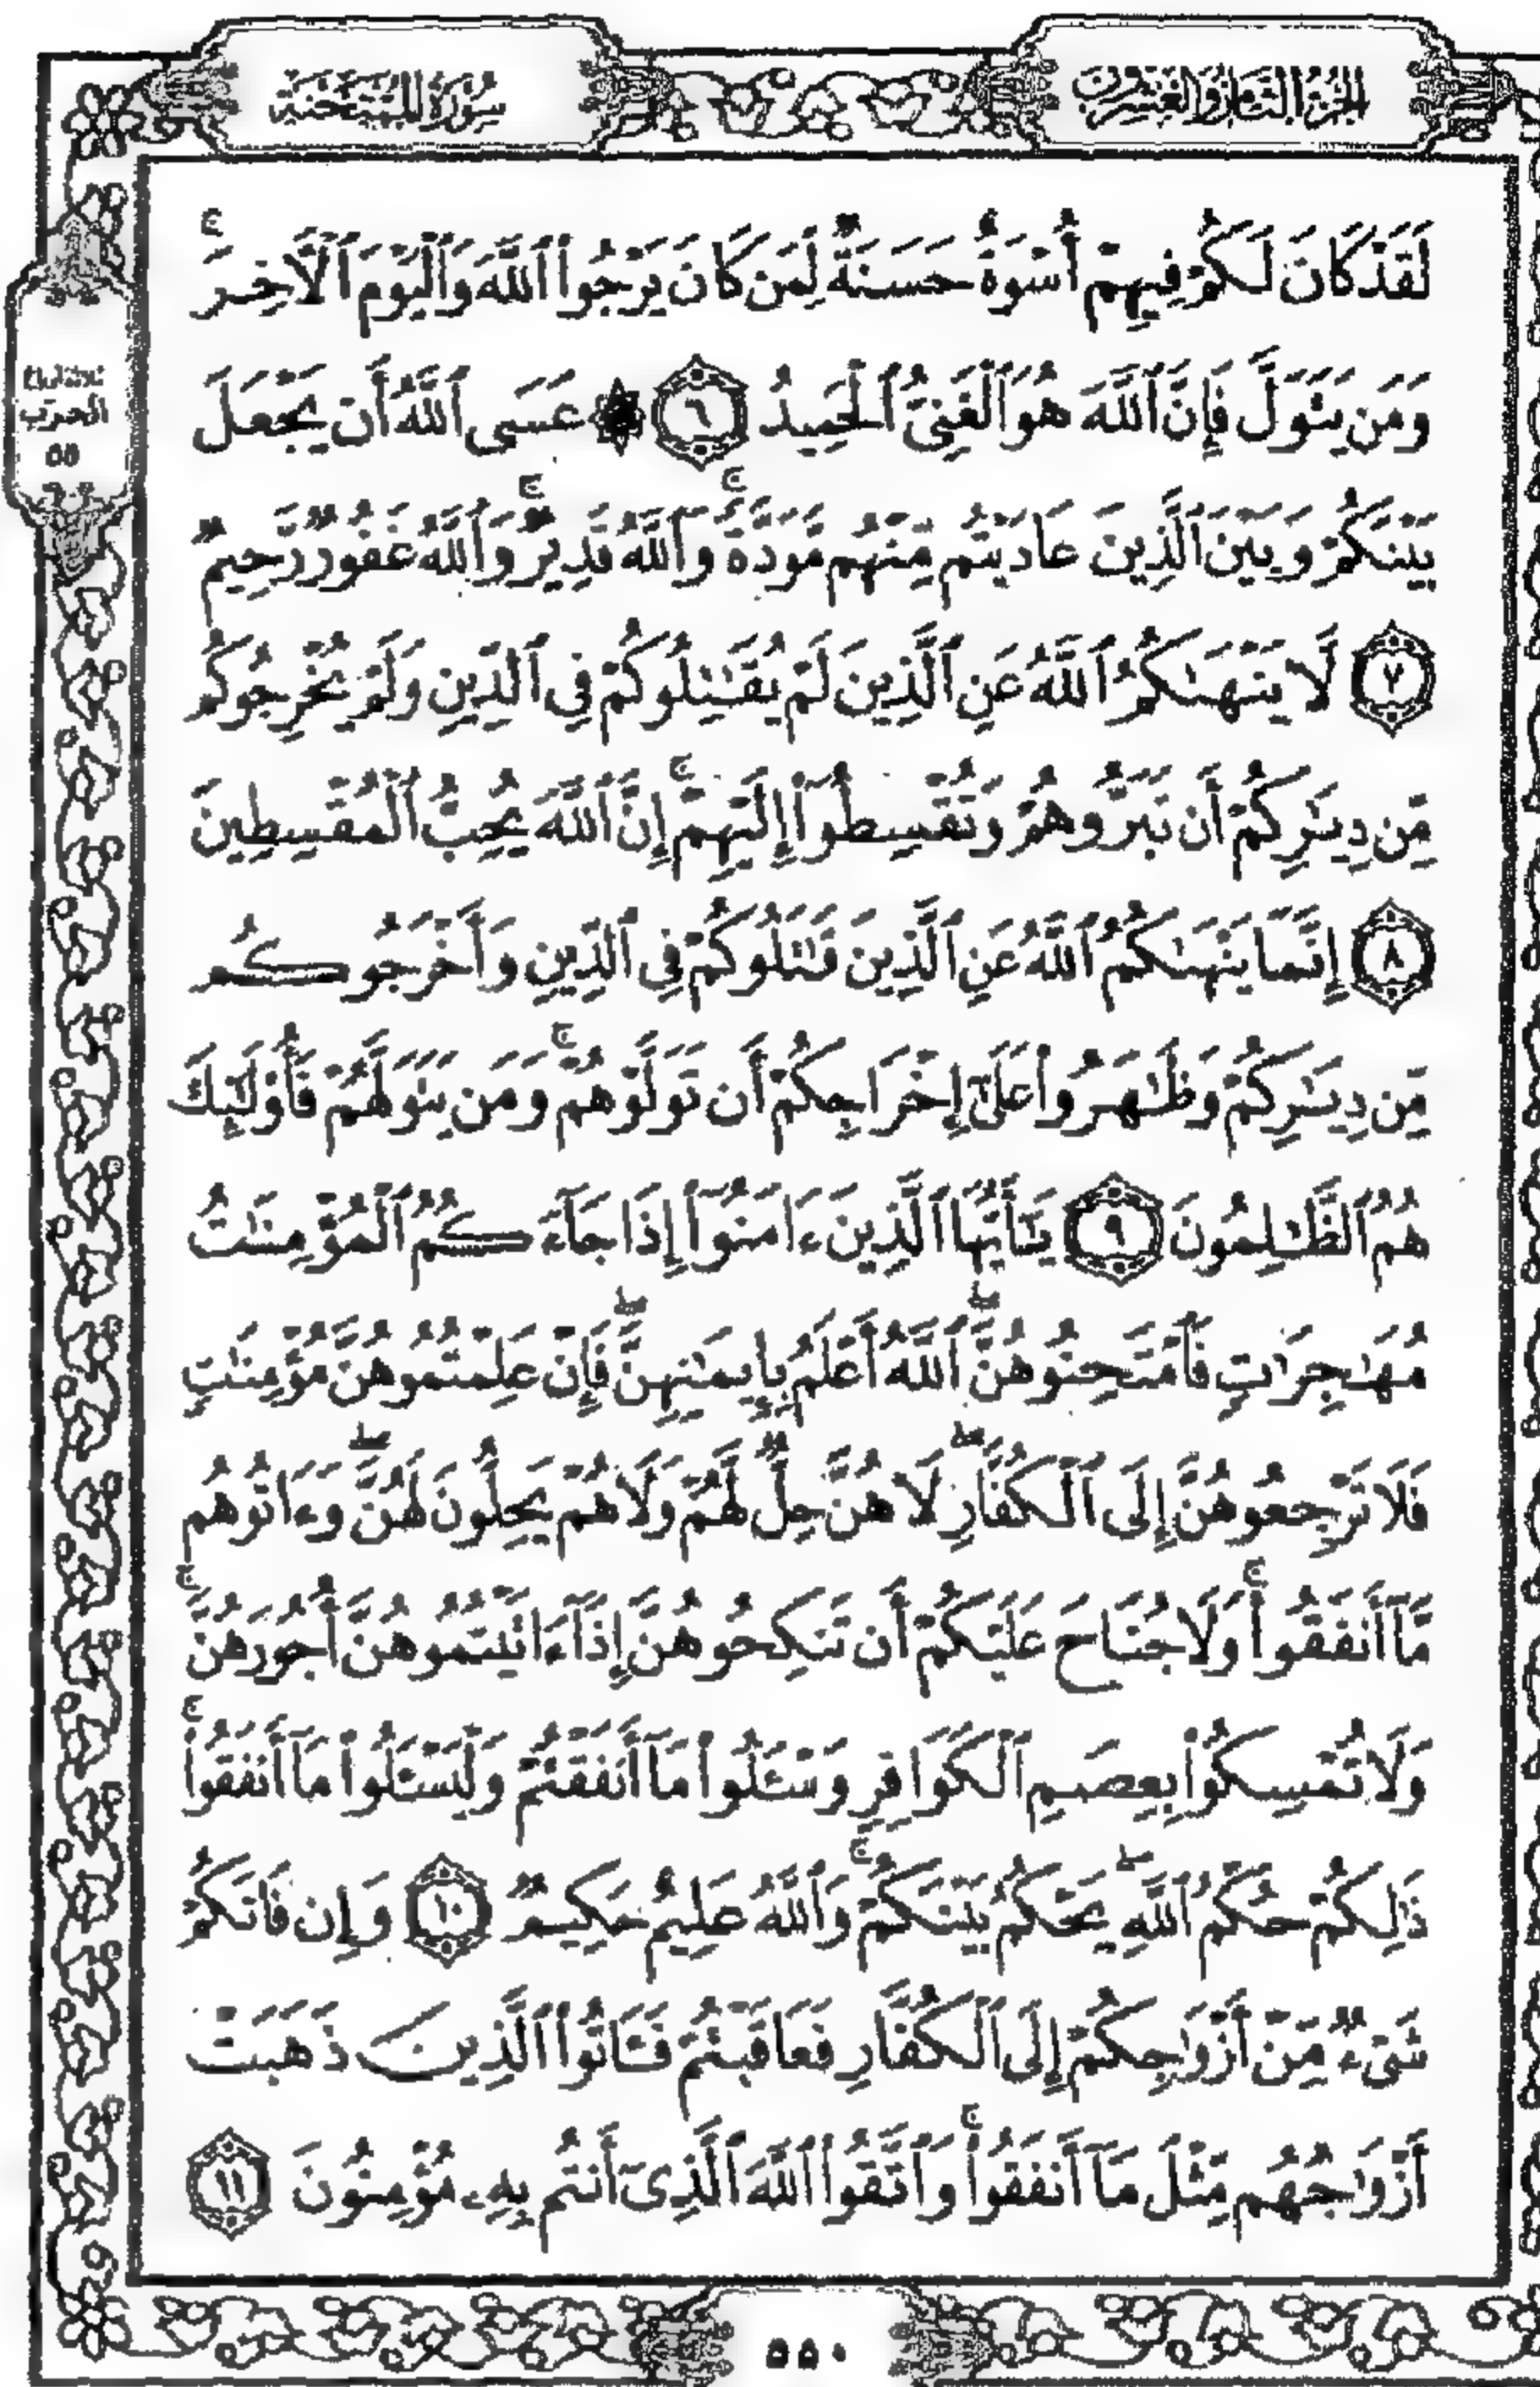 الجزء الثامن والعشرون
سورة الممتحنة
لَقَدْ كَانَ لَكُمْ فِيهِمْ أُسْوَةٌ حَسَنَةٌ لِّمَن كَانَ يَرْجُوا۟ ٱللَّهَ وَٱلْيَوْمَ ٱلْـَٔاخِرَ ۚ
وَمَن يَتَوَلَّ فَإِنَّ ٱللَّهَ هُوَ ٱلْغَنِىُّ ٱلْحَمِيدُ ٦ ۞ عَسَى ٱللَّهُ أَن يَجْعَلَ
ثلاثة أرباع
الحزب
٥٥
بَيْنَكُمْ وَبَيْنَ ٱلَّذِينَ عَادَيْتُم مِّنْهُم مَّوَدَّةً ۚ وَٱللَّهُ قَدِيرٌ ۚ وَٱللَّهُ غَفُورٌ رَّحِيمٌ
٧ لَّا يَنْهَىٰكُمُ ٱللَّهُ عَنِ ٱلَّذِينَ لَمْ يُقَـٰتِلُوكُمْ فِى ٱلدِّينِ وَلَمْ يُخْرِجُوكُم
مِّن دِيَـٰرِكُمْ أَن تَبَرُّوهُمْ وَتُقْسِطُوٓا۟ إِلَيْهِمْ ۚ إِنَّ ٱللَّهَ يُحِبُّ ٱلْمُقْسِطِينَ
٨ إِنَّمَا يَنْهَىٰكُمُ ٱللَّهُ عَنِ ٱلَّذِينَ قَـٰتَلُوكُمْ فِى ٱلدِّينِ وَأَخْرَجُوكُم
مِّن دِيَـٰرِكُمْ وَظَـٰهَرُوا۟ عَلَىٰٓ إِخْرَاجِكُمْ أَن تَوَلَّوْهُمْ ۚ وَمَن يَتَوَلَّهُمْ فَأُو۟لَـٰٓئِكَ
هُمُ ٱلظَّـٰلِمُونَ ٩ يَـٰٓأَيُّهَا ٱلَّذِينَ ءَامَنُوٓا۟ إِذَا جَآءَكُمُ ٱلْمُؤْمِنَـٰتُ
مُهَـٰجِرَٰتٍ فَٱمْتَحِنُوهُنَّ ۖ ٱللَّهُ أَعْلَمُ بِإِيمَـٰنِهِنَّ ۖ فَإِنْ عَلِمْتُمُوهُنَّ مُؤْمِنَـٰتٍ
فَلَا تَرْجِعُوهُنَّ إِلَى ٱلْكُفَّارِ ۖ لَا هُنَّ حِلٌّ لَّهُمْ وَلَا هُمْ يَحِلُّونَ لَهُنَّ ۖ وَءَاتُوهُم
مَّآ أَنفَقُوا۟ ۚ وَلَا جُنَاحَ عَلَيْكُمْ أَن تَنكِحُوهُنَّ إِذَآ ءَاتَيْتُمُوهُنَّ أُجُورَهُنَّ ۚ
وَلَا تُمْسِكُوا۟ بِعِصَمِ ٱلْكَوَافِرِ وَسْـَٔلُوا۟ مَآ أَنفَقْتُمْ وَلْيَسْـَٔلُوا۟ مَآ أَنفَقُوا۟ ۚ
ذَٰلِكُمْ حُكْمُ ٱللَّهِ ۖ يَحْكُمُ بَيْنَكُمْ ۚ وَٱللَّهُ عَلِيمٌ حَكِيمٌ ١٠ وَإِن فَاتَكُمْ
شَىْءٌ مِّنْ أَزْوَٰجِكُمْ إِلَى ٱلْكُفَّارِ فَعَاقَبْتُمْ فَـَٔاتُوا۟ ٱلَّذِينَ ذَهَبَتْ
أَزْوَٰجُهُم مِّثْلَ مَآ أَنفَقُوا۟ ۚ وَٱتَّقُوا۟ ٱللَّهَ ٱلَّذِىٓ أَنتُم بِهِۦ مُؤْمِنُونَ ١١
٥٥٠